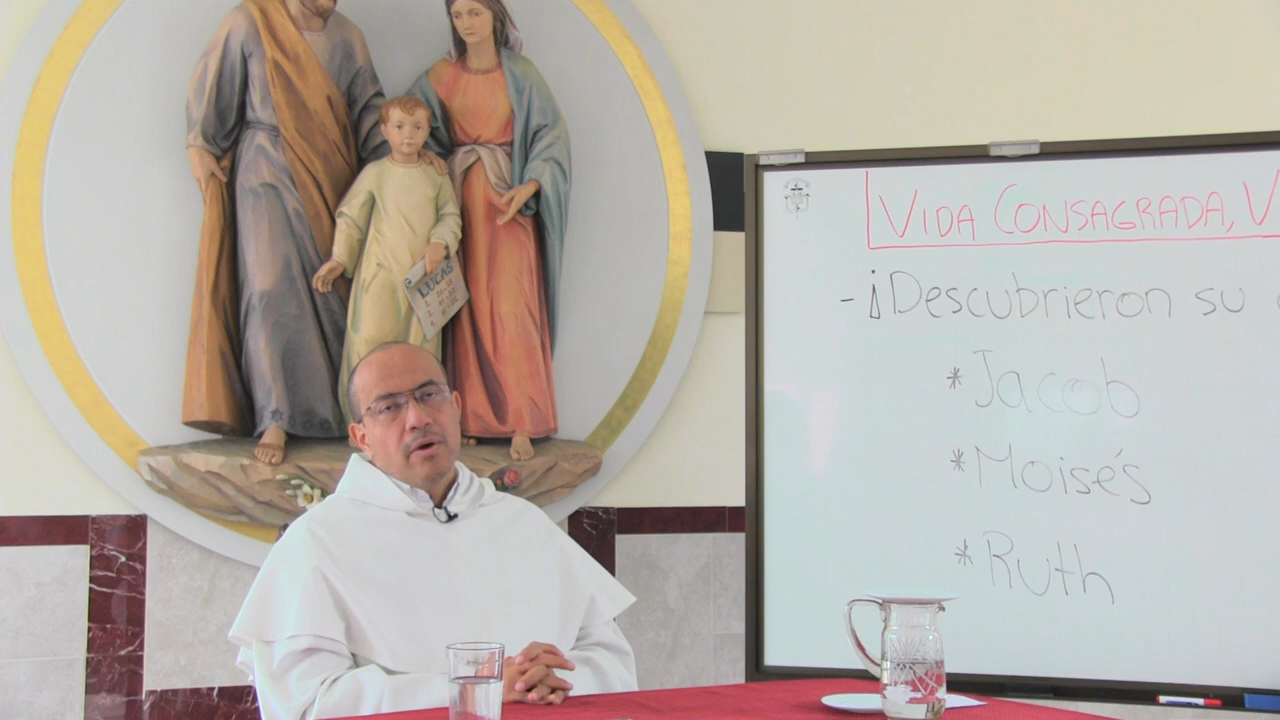 LUCAS
VIDA CONSAGRADA, V
-¡Descubrieron su
*Jacob
*Moisés
*Ruth